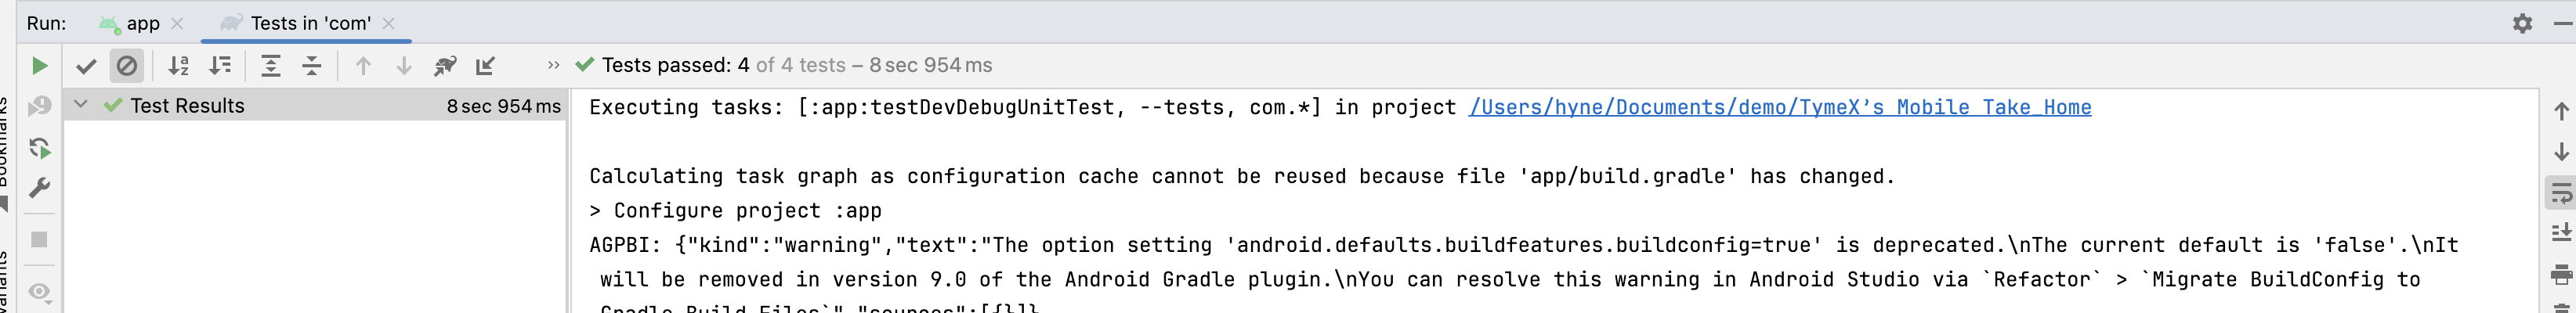 Run: app Tests in 'com'
» Tests passed: 4 of 4 tests – 8 sec 954 ms
Test Results 8 sec 954 ms
Executing tasks: [:app:testDevDebugUnitTest, --tests, com.*] in project /Users/hyne/Documents/demo/TymeX’s Mobile Take_Home
Calculating task graph as configuration cache cannot be reused because file 'app/build.gradle' has changed.
> Configure project :app
AGPBI: {"kind":"warning","text":"The option setting 'android.defaults.buildfeatures.buildconfig=true' is deprecated.\nThe current default is 'false'.\nIt
will be removed in version 9.0 of the Android Gradle plugin.\nYou can resolve this warning in Android Studio via `Refactor` > `Migrate BuildConfig to
Gradle Build Files`","sources":[{}]}
Bookmarks